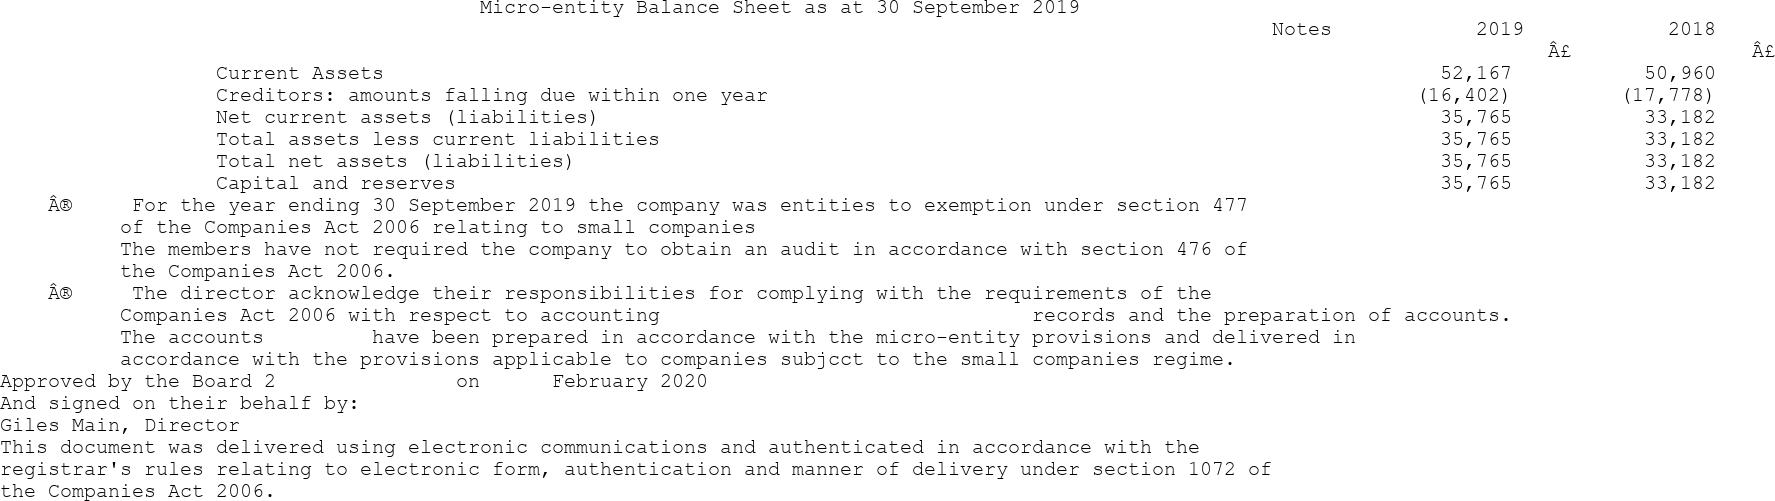 Micro-entity Balance Sheet as at 30 September 2019
Notes 2019 2018
Â£ Â£
Current Assets 52,167 50,960
Creditors: amounts falling due within one year (16,402) (17,778)
Net current assets (liabilities) 35,765 33,182
Total assets less current liabilities 35,765 33,182
Total net assets (liabilities) 35,765 33,182
Capital and reserves 35,765 33,182
Â® For the year ending 30 September 2019 the company was entities to exemption under section 477
of the Companies Act 2006 relating to small companies
The members have not required the company to obtain an audit in accordance with section 476 of
the Companies Act 2006.
Â® The director acknowledge their responsibilities for complying with the requirements of the
Companies Act 2006 with respect to accounting records and the preparation of accounts.
The accounts have been prepared in accordance with the micro-entity provisions and delivered in
accordance with the provisions applicable to companies subjcct to the small companies regime.
Approved by the Board 2 on February 2020
And signed on their behalf by:
Giles Main, Director
This document was delivered using electronic communications and authenticated in accordance with the
registrar's rules relating to electronic form, authentication and manner of delivery under section 1072 of
the Companies Act 2006.